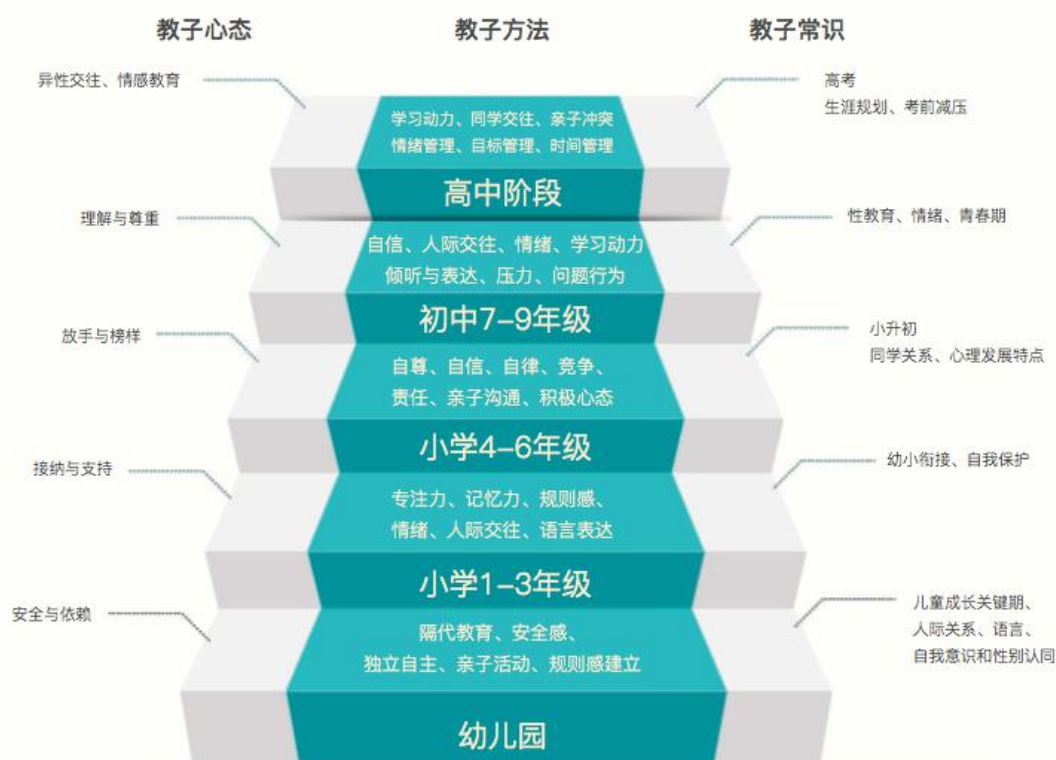 教子心态 教子方法 教子常识
异性交往、情感教育
学习动力、同学交往、亲子冲突
情绪管理、目标管理、时间管理
高考
生涯规划、考前减压
高中阶段
理解与尊重
自信、人际交往、情绪、学习动力
倾听与表达、压力、问题行为
性教育、情绪、青春期
初中7-9年级
放手与榜样
自尊、自信、自律、竞争、
责任、亲子沟通、积极心态
小升初
同学关系、心理发展特点
小学4-6年级
接纳与支持
专注力、记忆力、规则感、
情绪、人际交往、语言表达
幼小衔接、自我保护
小学1-3年级
安全与依赖
隔代教育、安全感、
独立自主、亲子活动、规则感建立
儿童成长关键期、
人际关系、语言、
自我意识和性别认同
幼儿园